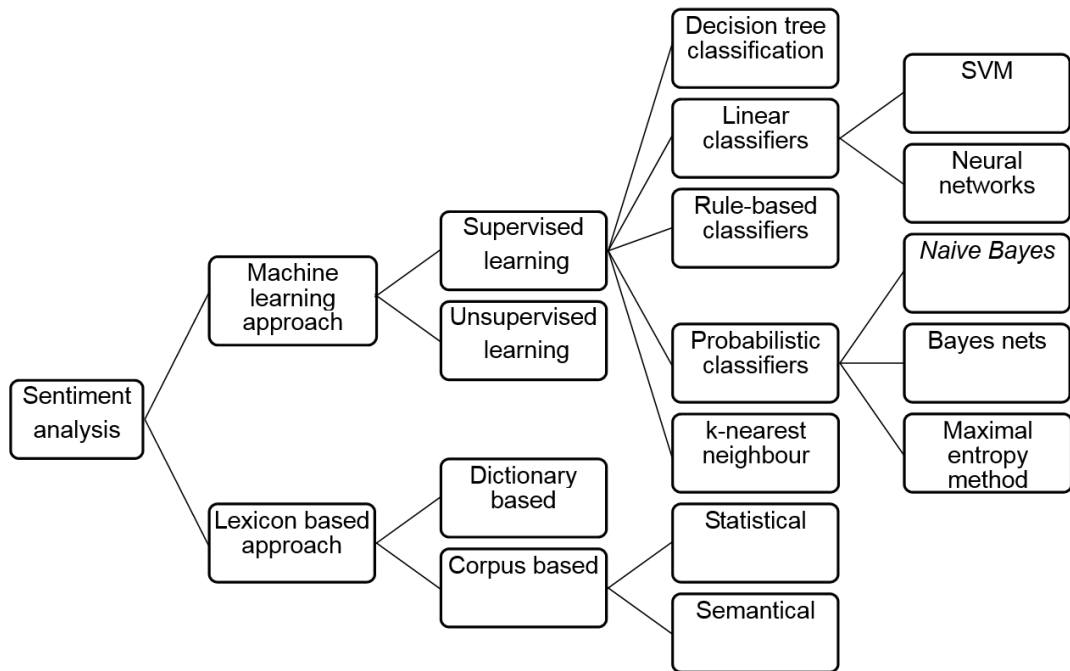 Sentiment
analysis
Machine
learning
approach
Lexicon based
approach
Supervised
learning
Unsupervised
learning
Dictionary
based
Corpus based
Decision tree
classification
Linear
classifiers
Rule-based
classifiers
Probabilistic
classifiers
k-nearest
neighbour
Statistical
Semantical
SVM
Neural
networks
Naive Bayes
Bayes nets
Maximal
entropy
method